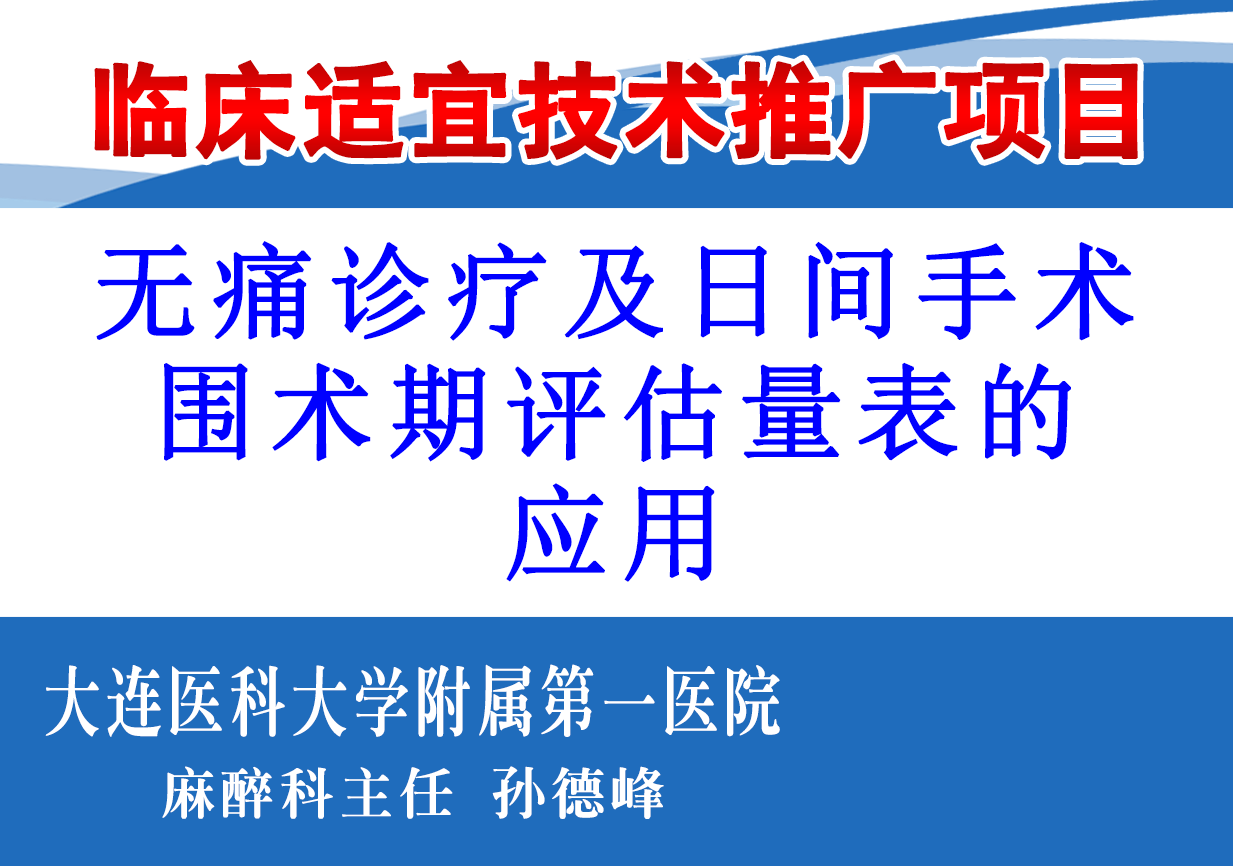 临床适宜技术推广项目
无痛诊疗及日间手术
围术期评估量表的
应用
大连医科大学附属第一医院
麻醉科主任 孙德峰